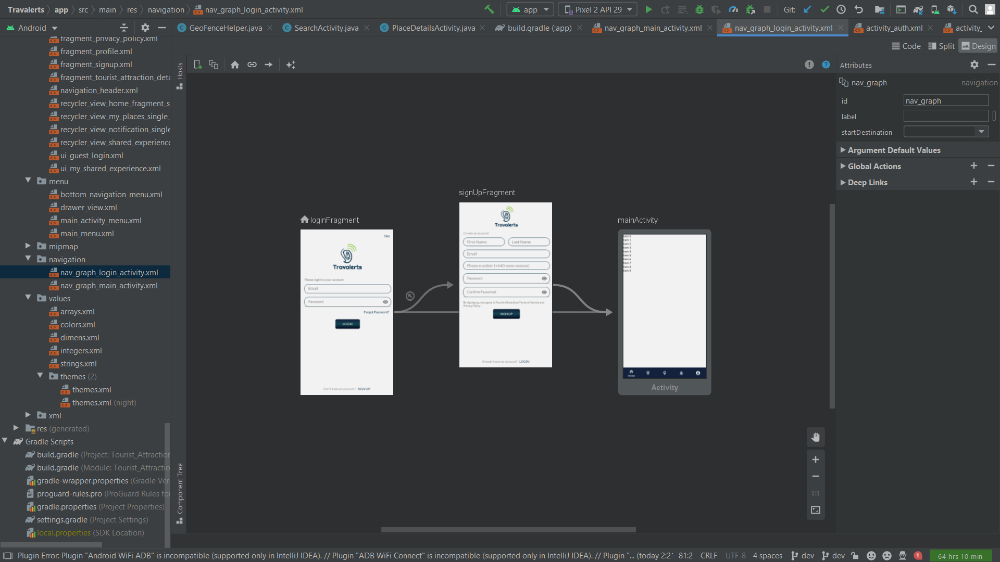 Travalerts app src main res navigation nav_graph_login_activity.xml
app Pixel 2 API 29 Git:
Android
GeoFenceHelper.java SearchActivity.java PlaceDetailsActivity.java build.gradle (:app) nav_graph_main_activity.xml nav_graph_login_activity.xml activity_auth.xml activity_
Code Split Design
fragment_privacy_policy.xml
fragment_profile.xml
fragment_signup.xml
fragment_tourist_attraction_deta
navigation_header.xml
recycler_view_home_fragment_s
recycler_view_my_places_single_
recycler_view_notification_single
recycler_view_shared_experience
ui_guest_login.xml
ui_my_shared_experience.xml
menu
bottom_navigation_menu.xml
drawer_view.xml
main_activity_menu.xml
main_menu.xml
mipmap
navigation
nav_graph_login_activity.xml
nav_graph_main_activity.xml
values
arrays.xml
colors.xml
dimens.xml
integers.xml
strings.xml
themes (2)
themes.xml
themes.xml (night)
xml
res (generated)
Gradle Scripts
build.gradle (Project: Tourist_Attraction
build.gradle (Module: Tourist_Attractio
gradle-wrapper.properties (Gradle Ver
proguard-rules.pro (ProGuard Rules fo
gradle.properties (Project Properties)
settings.gradle (Project Settings)
local.properties (SDK Location)
Hosts
Component Tree
loginFragment
Skip
Travalerts
Please login to your account
Email
Password
Forgot Password?
LOGIN
Don't have an account? SIGN UP
signUpFragment
Travalerts
Create an account
First Name Last Name
Email
Phone number (+440-xxxx-xxxxxx)
Password
Confirm Password
By signing up, you agree to Tourist Attractions Terms of Service and
Privacy Policy.
SIGN UP
Already have an account? LOGIN
mainActivity
Item 0
Item 1
Item 2
Item 3
Item 4
Item 5
Item 6
Item 7
Item 8
Item 9
Home
Activity
1:1
Attributes
nav_graph navigation
id nav_graph
label
startDestination
Argument Default Values
Global Actions
Deep Links
Plugin Error: Plugin "Android WiFi ADB" is incompatible (supported only in IntelliJ IDEA). // Plugin "ADB WiFi Connect" is incompatible (supported only in IntelliJ IDEA). // Plugin "... (today 2:2 81:2 CRLF UTF-8 4 spaces dev dev 1 64 hrs 10 min